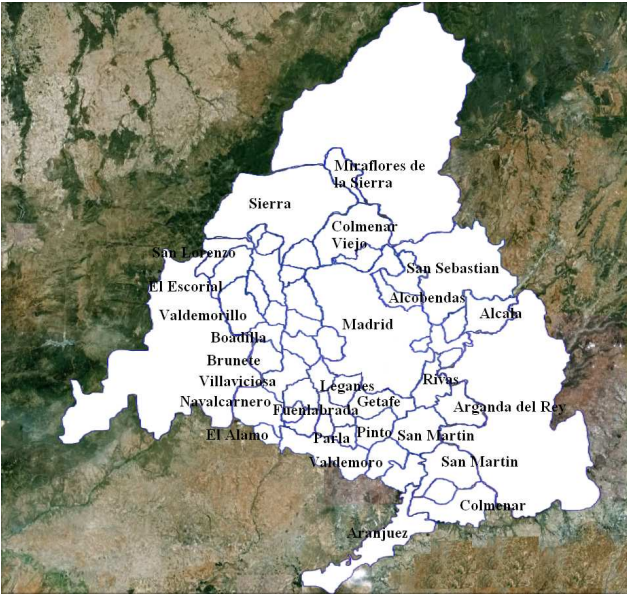 Miraflores de
la Sierra
Sierra
Colmenar
Viejo
San Lorenzo
San Sebastian
El Escorial
Alcobendas
Valdemorillo
Alcala
Madrid
Boadilla
Brunete
Villaviciosa
Leganes
Rivas
Navalcarnero
Getafe
Fuenlabrada
Arganda del Rey
El Alamo
Parla
Pinto
San Martin
Valdemoro
San Martin
Colmenar
Aranjuez